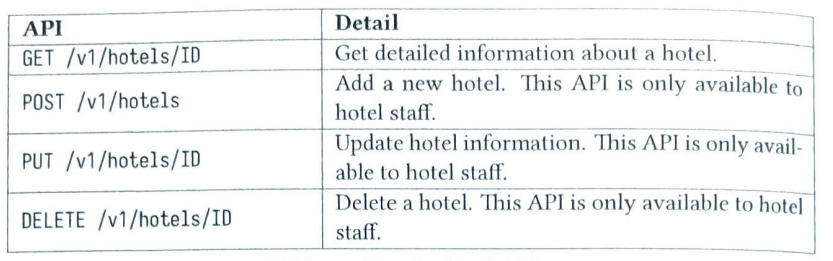 API Detail
GET /v1/hotels/ID Get detailed information about a hotel.
POST /v1/hotels Add a new hotel. This API is only available to
hotel staff.
PUT /v1/hotels/ID Update hotel information. This API is only avail-
able to hotel staff.
DELETE /v1/hotels/ID Delete a hotel. This API is only available to hotel
staff.